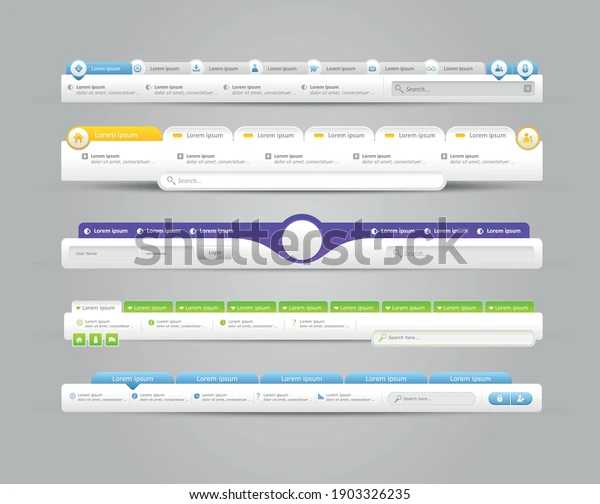 Lorem ipsum Lorem ipsum Lorem ipsum Lorem ipsum Lorem ipsum Lorem ipsum Lorem ipsum
Lorem ipsum Lorem ipsum Lorem ipsum Lorem ipsum
dolor sit amet, consectetuer ... dolor sit amet, consectetuer ... dolor sit amet, consectetuer ... dolor sit amet, consectetuer ...
Search...
Lorem ipsum Lorem ipsum Lorem ipsum Lorem ipsum Lorem ipsum Lorem ipsum
Lorem ipsum Lorem ipsum Lorem ipsum Lorem ipsum Lorem ipsum
dolor sit amet, consectetuer ... dolor sit amet, consectetuer ... dolor sit amet, consectetuer ... dolor sit amet, consectetuer ... dolor sit amet, consectetuer ...
Search...
Lorem ipsum Lorem ipsum Lorem ipsum Lorem ipsum Lorem ipsum Lorem ipsum
User Name Login Search...
Lorem ipsum Lorem ipsum Lorem ipsum Lorem ipsum Lorem ipsum Lorem ipsum Lorem ipsum Lorem ipsum Lorem ipsum
Lorem ipsum Lorem ipsum Lorem ipsum Lorem ipsum
dolor sit amet, consectetuer ... dolor sit amet, consectetuer ... dolor sit amet, consectetuer ... dolor sit amet, consectetuer ...
Search here...
Lorem ipsum Lorem ipsum Lorem ipsum Lorem ipsum Lorem ipsum
Lorem ipsum Lorem ipsum Lorem ipsum Lorem ipsum Lorem ipsum
dolor sit amet, consectetuer ... dolor sit amet, consectetuer ... dolor sit amet, consectetuer ... dolor sit amet, consectetuer ... dolor sit amet, consectetuer ...
Search here...
shutterstock.com · 1903326235